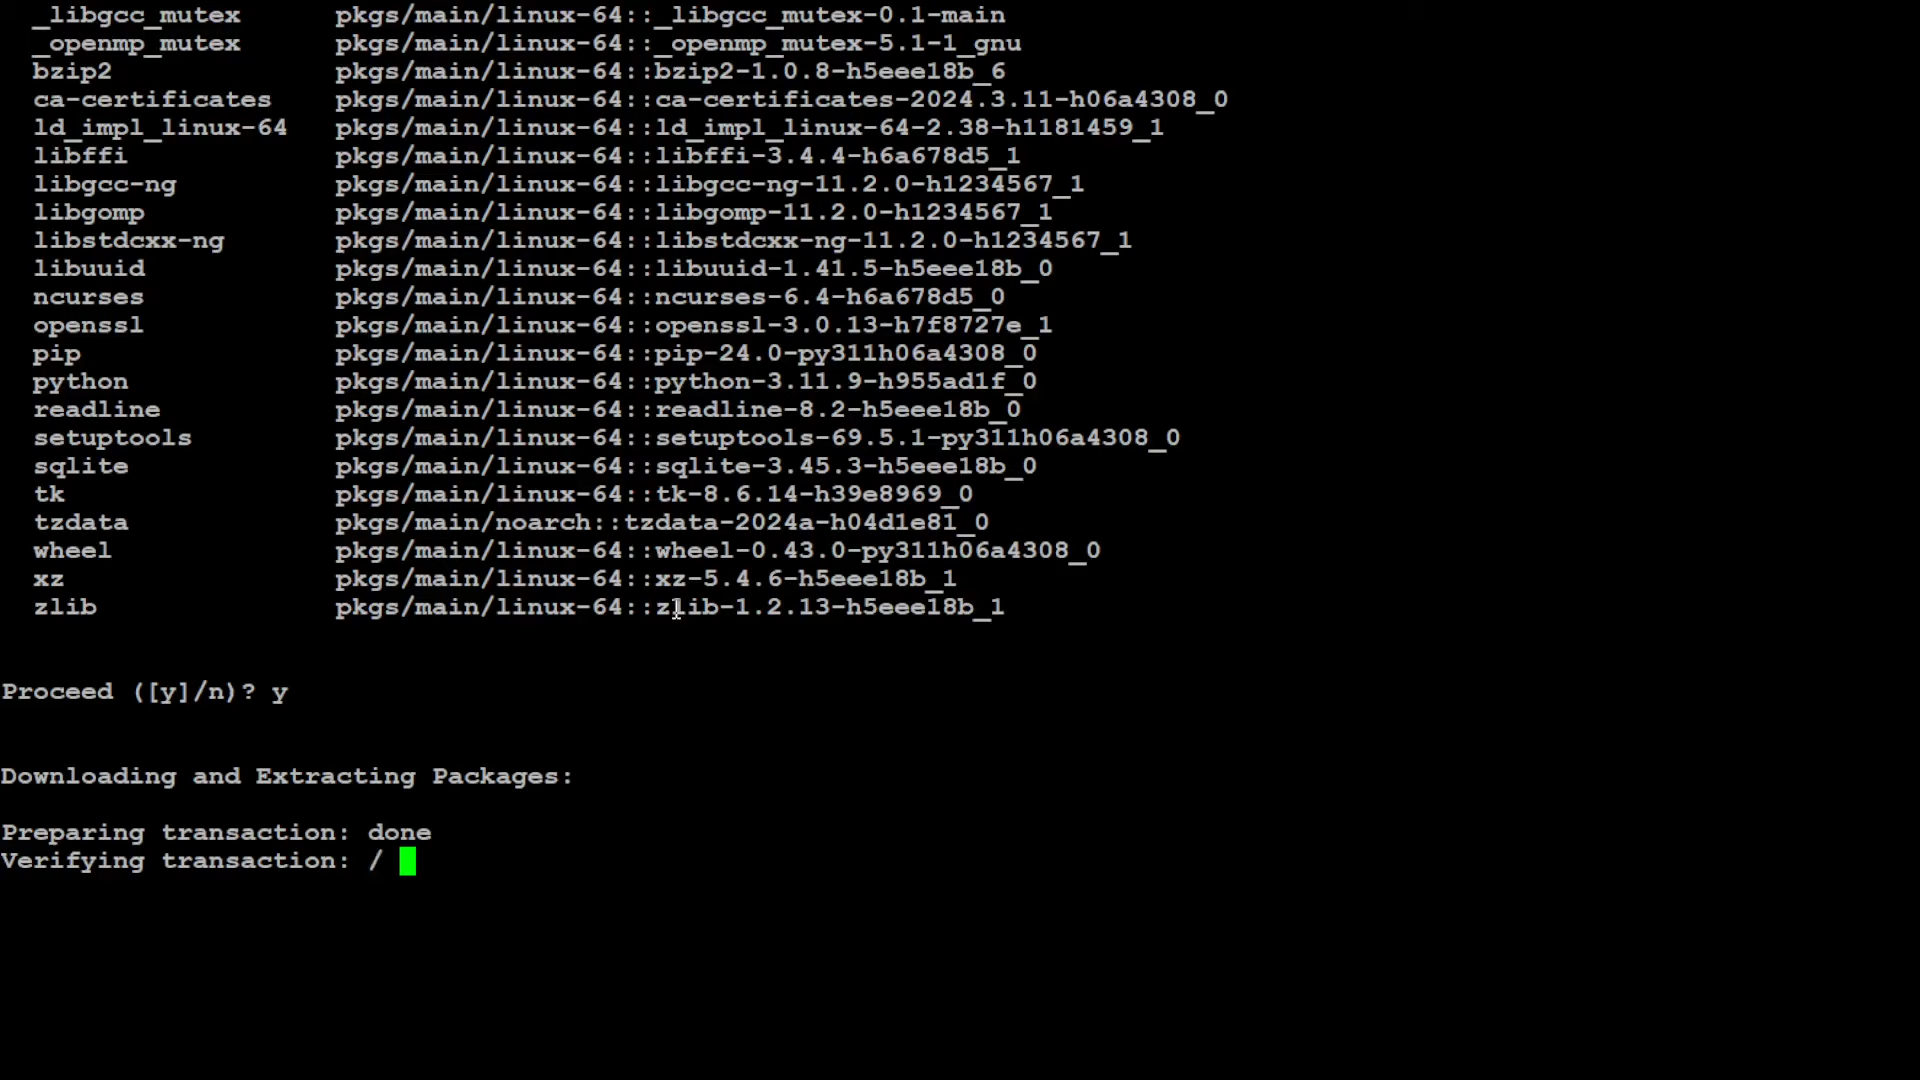 _libgcc_mutex pkgs/main/linux-64::_libgcc_mutex-0.1-main
_openmp_mutex pkgs/main/linux-64::_openmp_mutex-5.1-1_gnu
bzip2 pkgs/main/linux-64::bzip2-1.0.8-h5eee18b_6
ca-certificates pkgs/main/linux-64::ca-certificates-2024.3.11-h06a4308_0
ld_impl_linux-64 pkgs/main/linux-64::ld_impl_linux-64-2.38-h1181459_1
libffi pkgs/main/linux-64::libffi-3.4.4-h6a678d5_1
libgcc-ng pkgs/main/linux-64::libgcc-ng-11.2.0-h1234567_1
libgomp pkgs/main/linux-64::libgomp-11.2.0-h1234567_1
libstdcxx-ng pkgs/main/linux-64::libstdcxx-ng-11.2.0-h1234567_1
libuuid pkgs/main/linux-64::libuuid-1.41.5-h5eee18b_0
ncurses pkgs/main/linux-64::ncurses-6.4-h6a678d5_0
openssl pkgs/main/linux-64::openssl-3.0.13-h7f8727e_1
pip pkgs/main/linux-64::pip-24.0-py311h06a4308_0
python pkgs/main/linux-64::python-3.11.9-h955ad1f_0
readline pkgs/main/linux-64::readline-8.2-h5eee18b_0
setuptools pkgs/main/linux-64::setuptools-69.5.1-py311h06a4308_0
sqlite pkgs/main/linux-64::sqlite-3.45.3-h5eee18b_0
tk pkgs/main/linux-64::tk-8.6.14-h39e8969_0
tzdata pkgs/main/noarch::tzdata-2024a-h04d1e81_0
wheel pkgs/main/linux-64::wheel-0.43.0-py311h06a4308_0
xz pkgs/main/linux-64::xz-5.4.6-h5eee18b_1
zlib pkgs/main/linux-64::zlib-1.2.13-h5eee18b_1
Proceed ([y]/n)? y
Downloading and Extracting Packages:
Preparing transaction: done
Verifying transaction: /